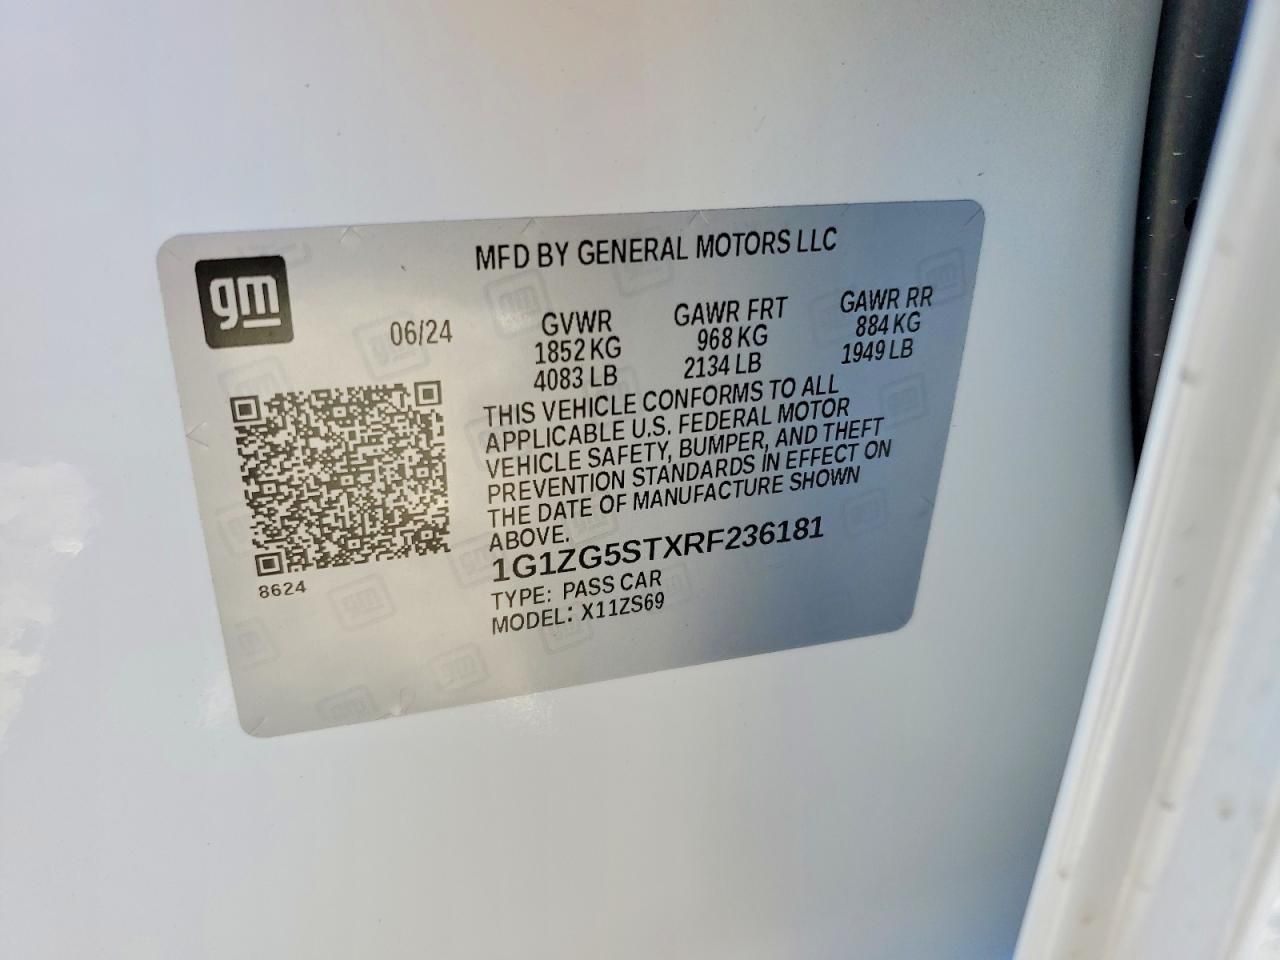 MFD BY GENERAL MOTORS LLC
gm
06/24
GVWR GAWR FRT GAWR RR
1852 KG 968 KG 884 KG
4083 LB 2134 LB 1949 LB
THIS VEHICLE CONFORMS TO ALL
APPLICABLE U.S. FEDERAL MOTOR
VEHICLE SAFETY, BUMPER, AND THEFT
PREVENTION STANDARDS IN EFFECT ON
THE DATE OF MANUFACTURE SHOWN
ABOVE.
1G1ZG5STXRF236181
TYPE: PASS CAR
MODEL: X11ZS69
8624